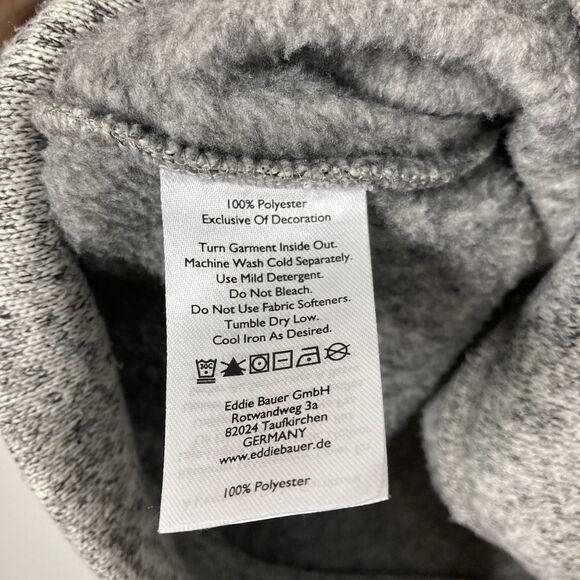 100% Polyester
Exclusive Of Decoration
Turn Garment Inside Out.
Machine Wash Cold Separately.
Use Mild Detergent.
Do Not Bleach.
Do Not Use Fabric Softeners.
Tumble Dry Low.
Cool Iron As Desired.
30C
Eddie Bauer GmbH
Rotwandweg 3a
82024 Taufkirchen
GERMANY
www.eddiebauer.de
100% Polyester